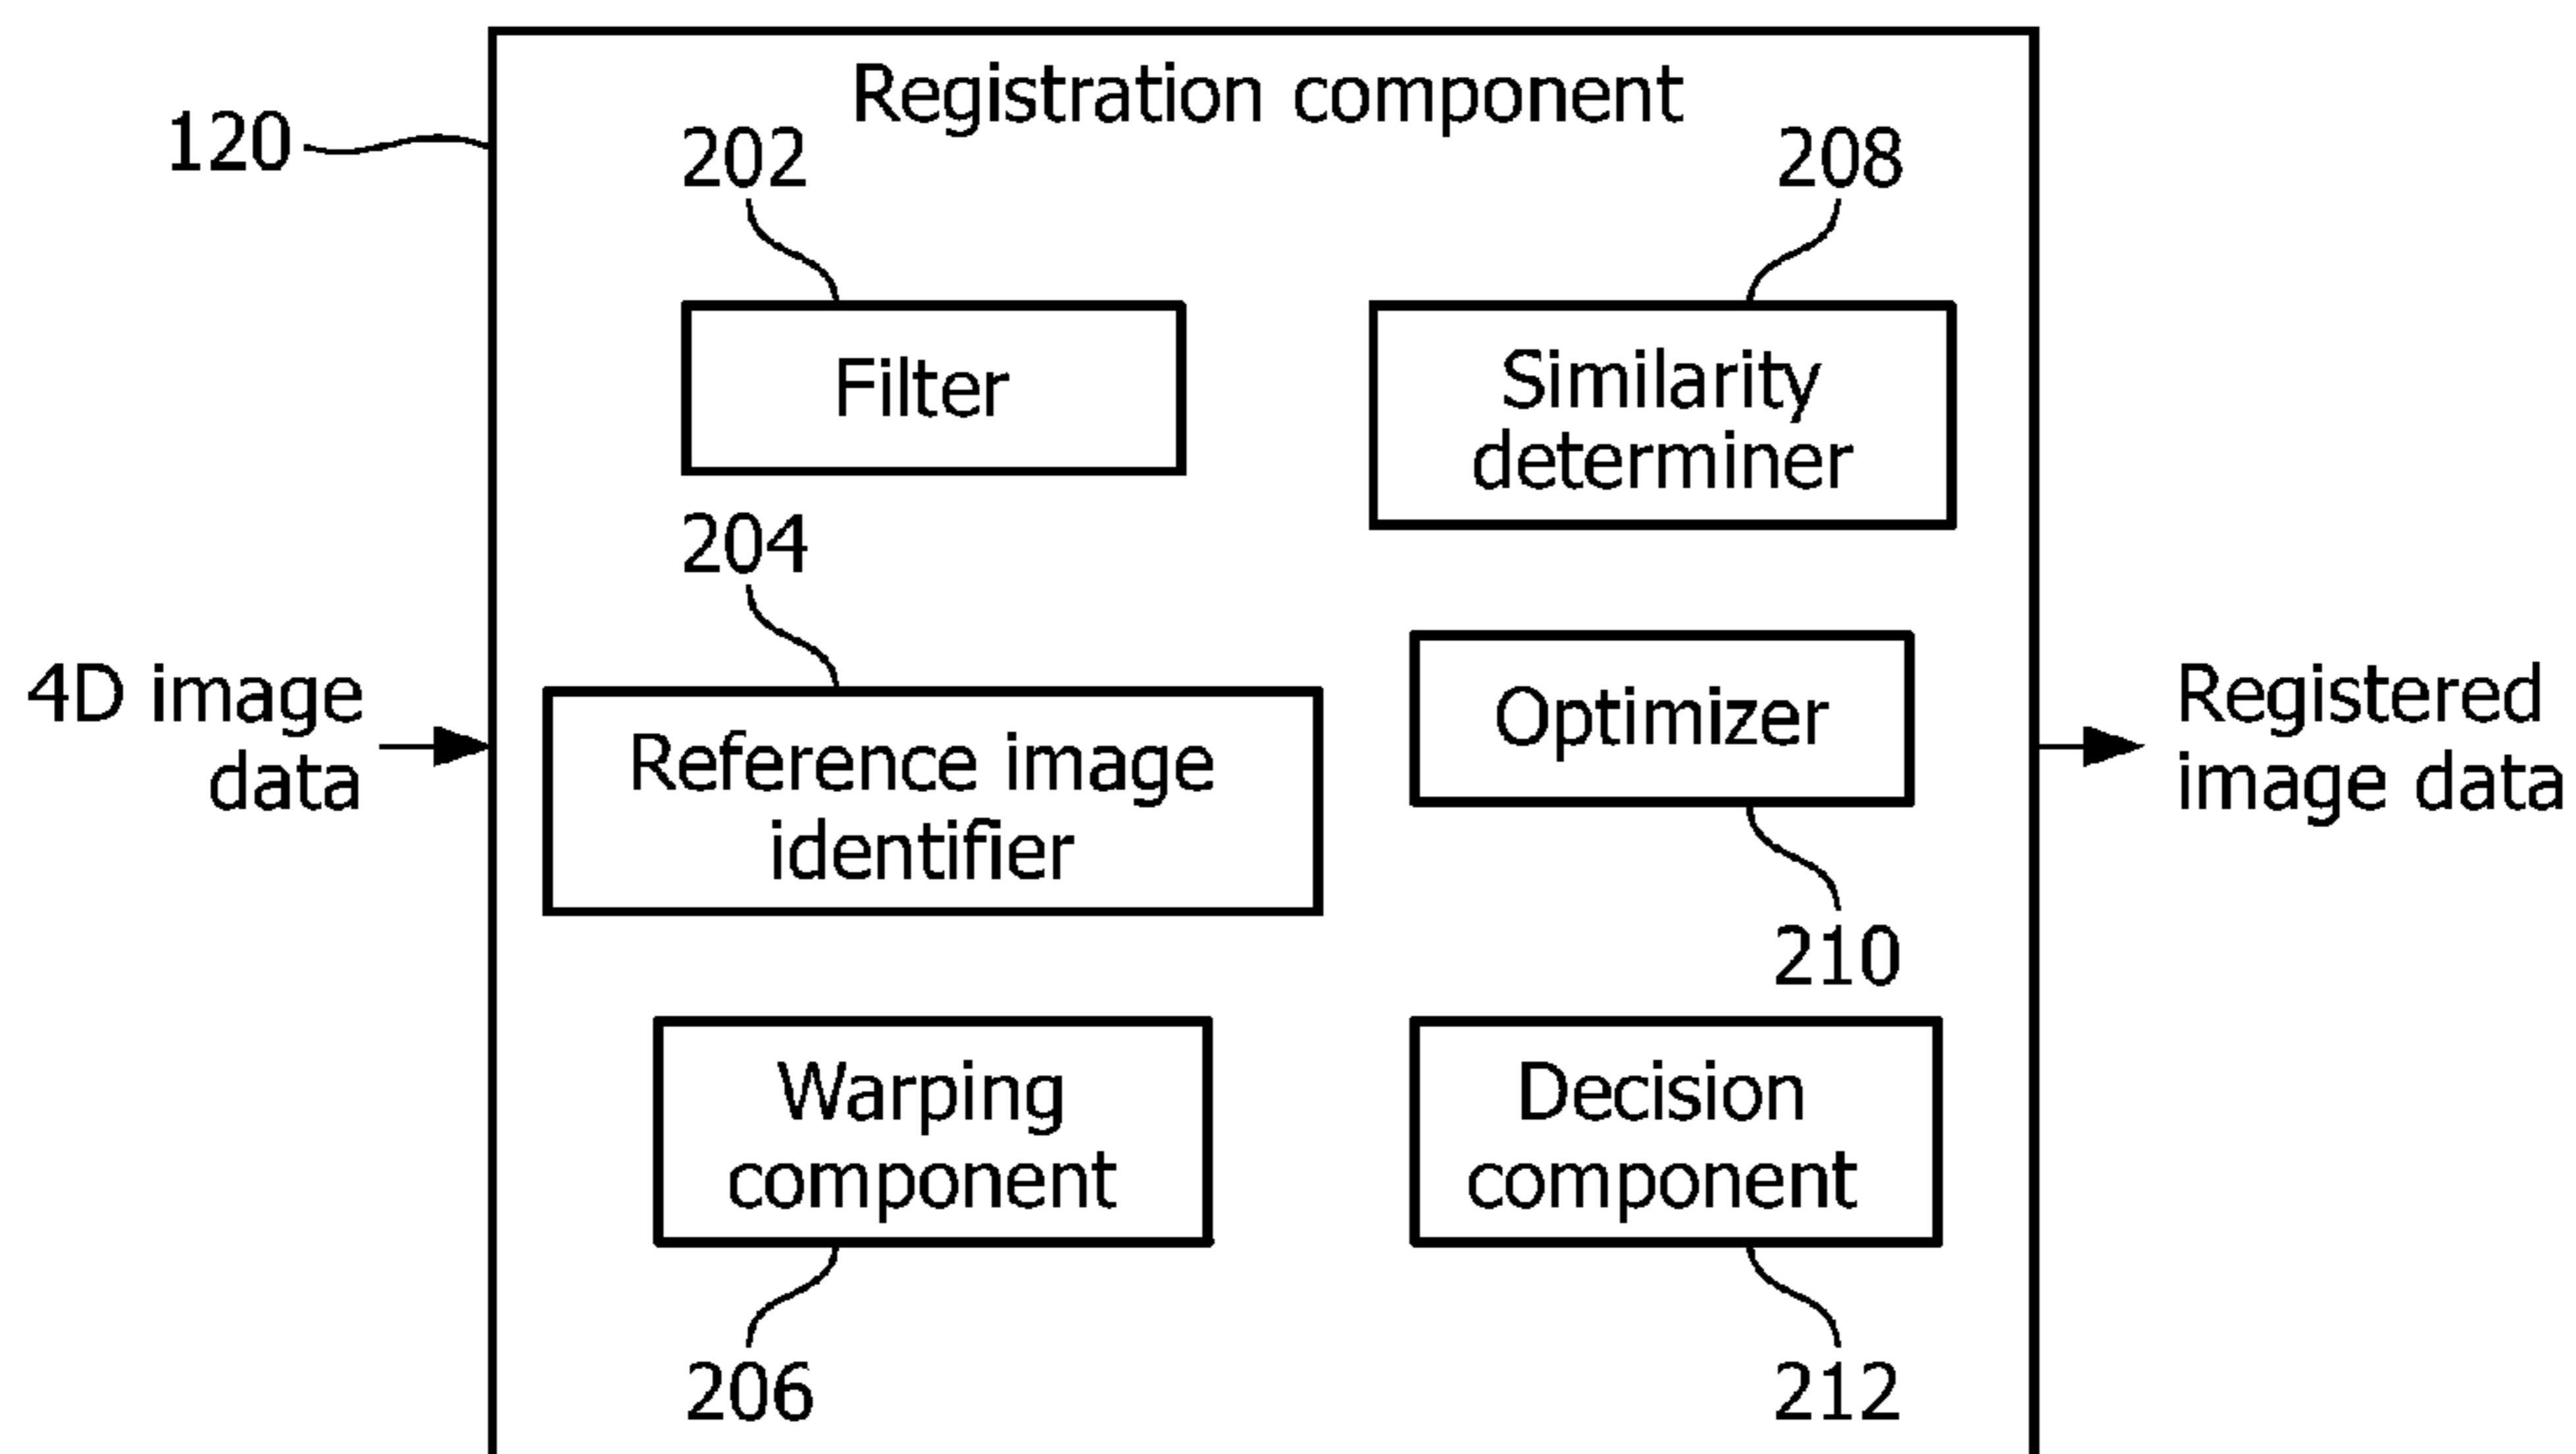 Registration component
120
202
208
Filter
Similarity
determiner
204
4D image
data
Reference image
identifier
Optimizer
Registered
image data
210
Warping
component
Decision
component
206
212